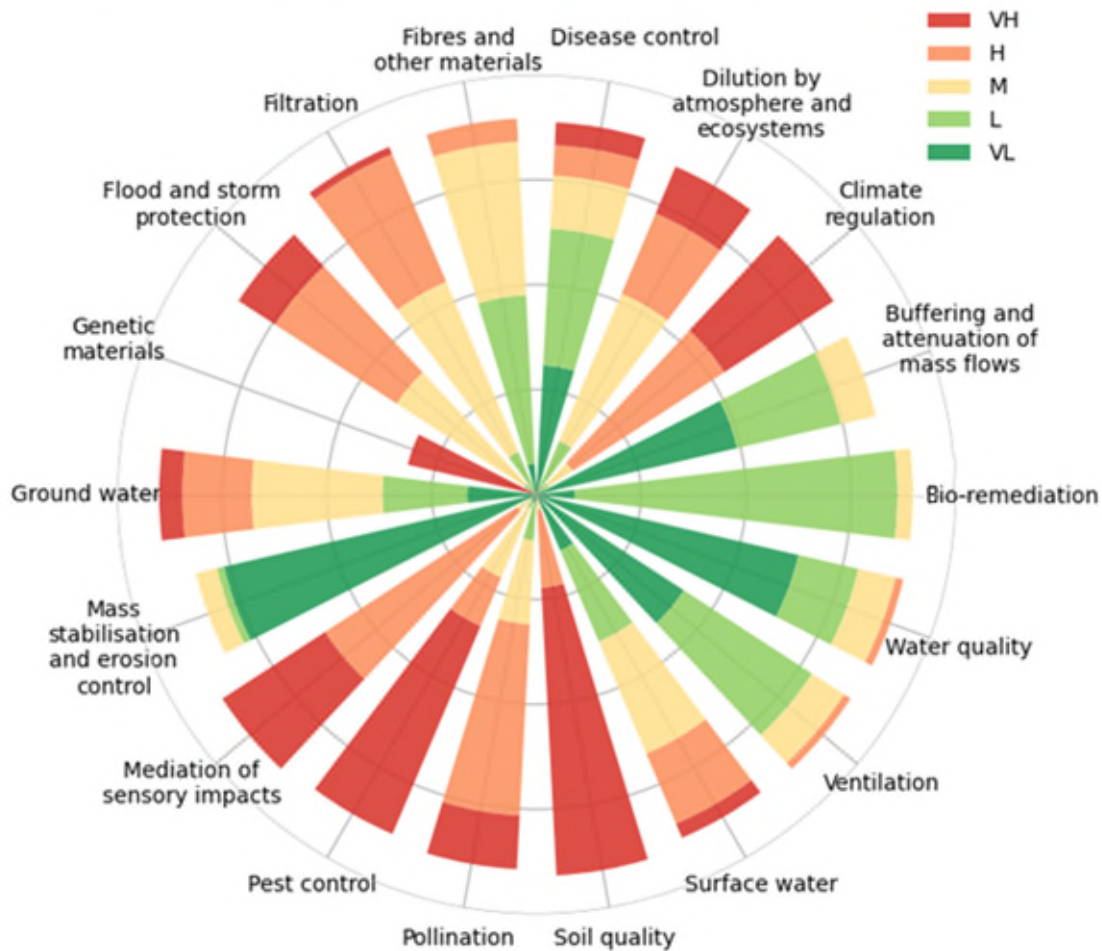 VH
H
M
L
VL
Fibres and
other materials
Disease control
Dilution by
atmosphere and
ecosystems
Climate
regulation
Buffering and
attenuation of
mass flows
Bio-remediation
Water quality
Ventilation
Surface water
Soil quality
Pollination
Pest control
Mediation of
sensory impacts
Mass
stabilisation
and erosion
control
Ground water
Genetic
materials
Flood and storm
protection
Filtration